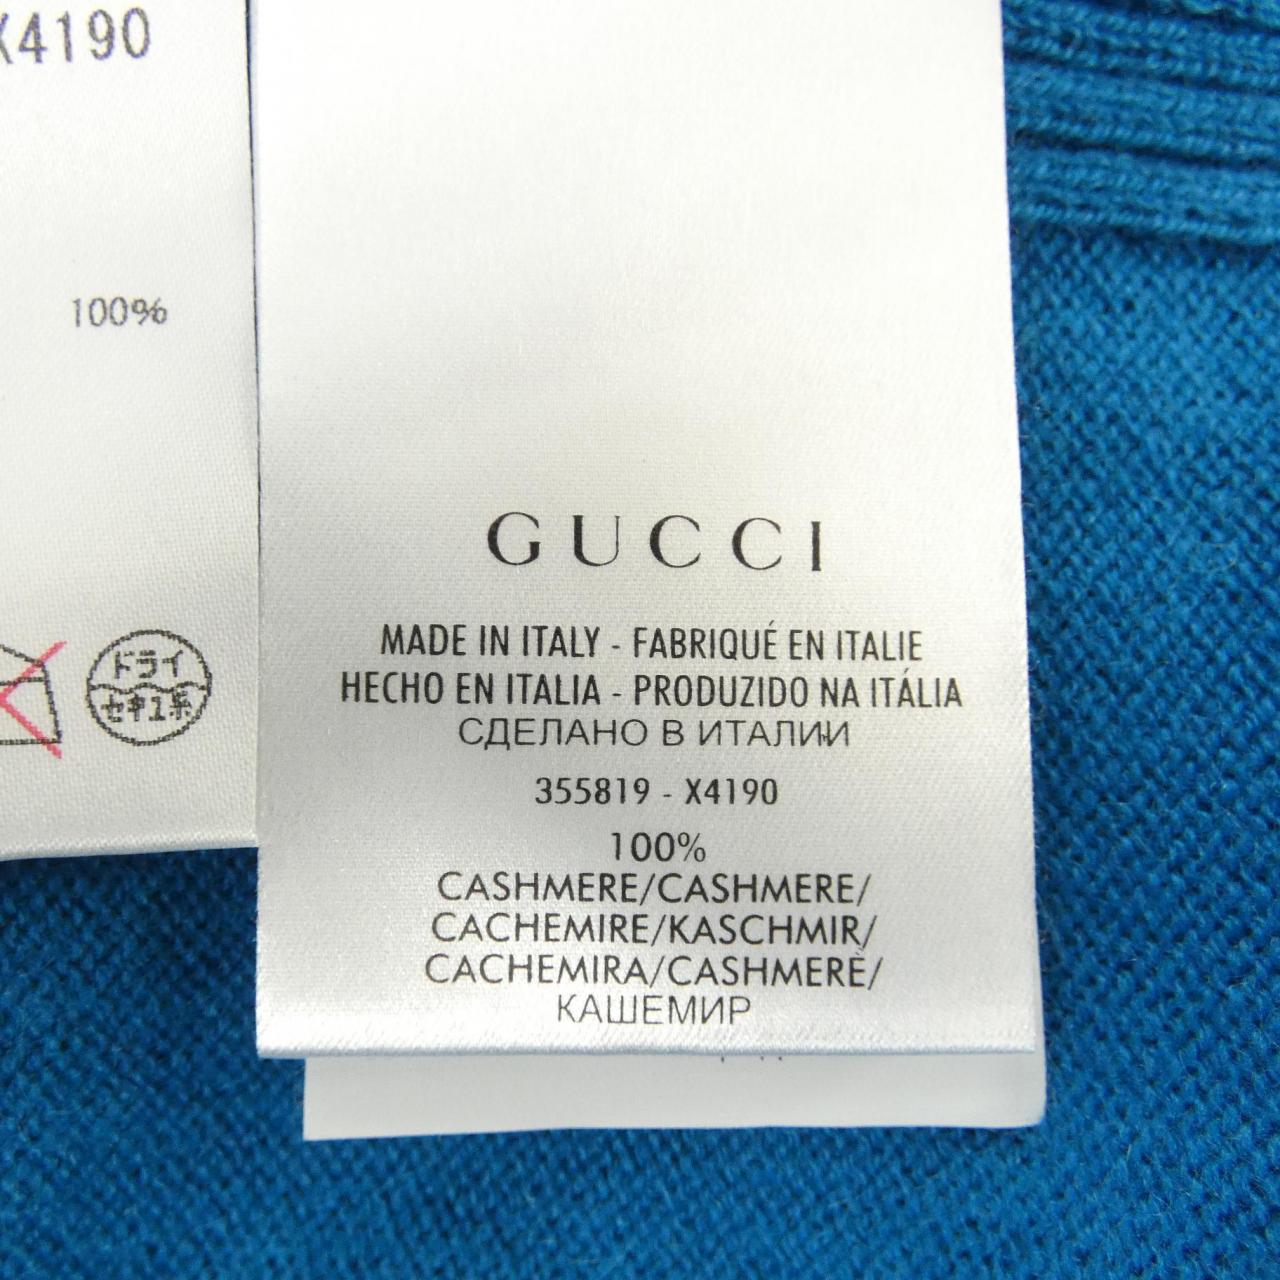 X4190
100%
ドライ
セキユ系
GUCCI
MADE IN ITALY - FABRIQUÉ EN ITALIE
HECHO EN ITALIA - PRODUZIDO NA ITÁLIA
СДЕЛАНО В ИТАЛИИ
355819 - X4190
100%
CASHMERE/CASHMERE/
CACHEMIRE/KASCHMIR/
CACHEMIRA/CASHMERE/
КАШЕМИР